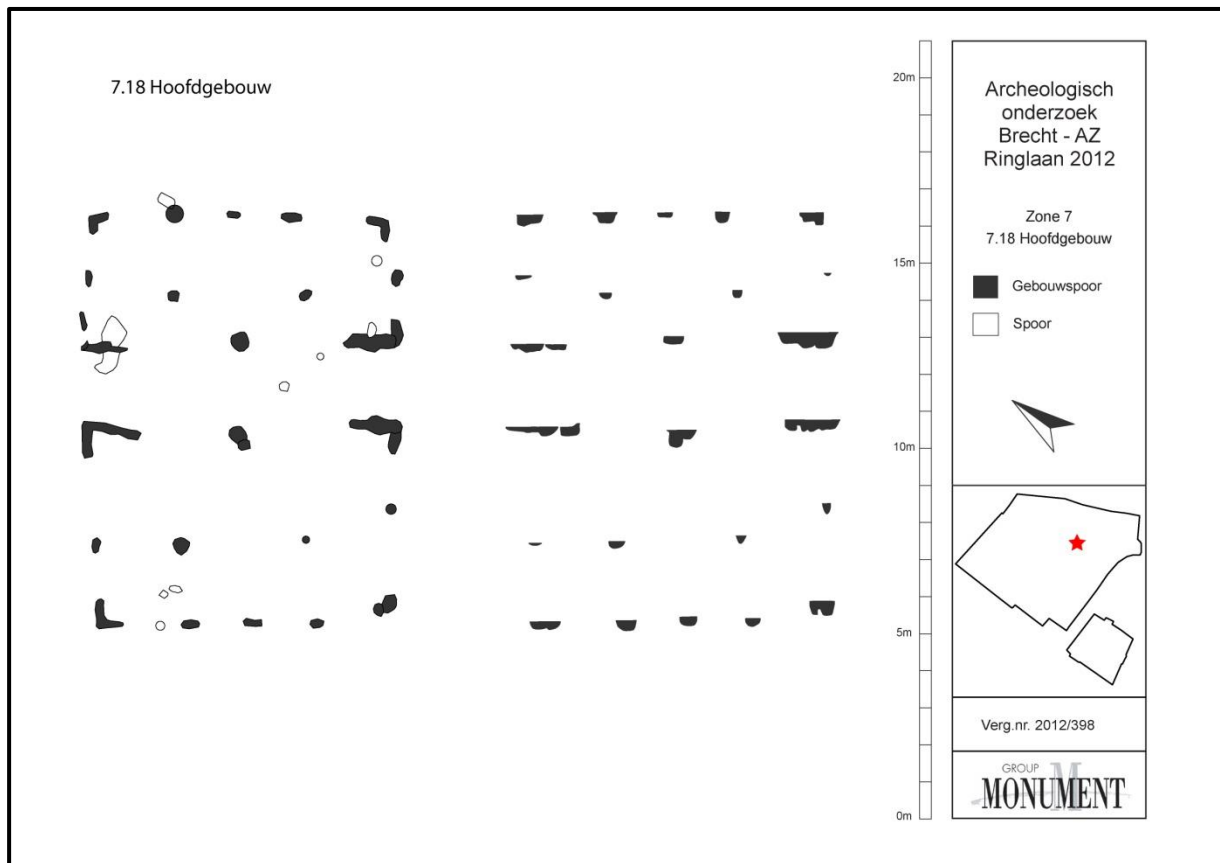 7.18 Hoofdgebouw
20m
15m
10m
5m
0m
Archeologisch
onderzoek
Brecht - AZ
Ringlaan 2012
Zone 7
7.18 Hoofdgebouw
Gebouwspoor
Spoor
Verg.nr. 2012/398
GROUP
M
MONUMENT